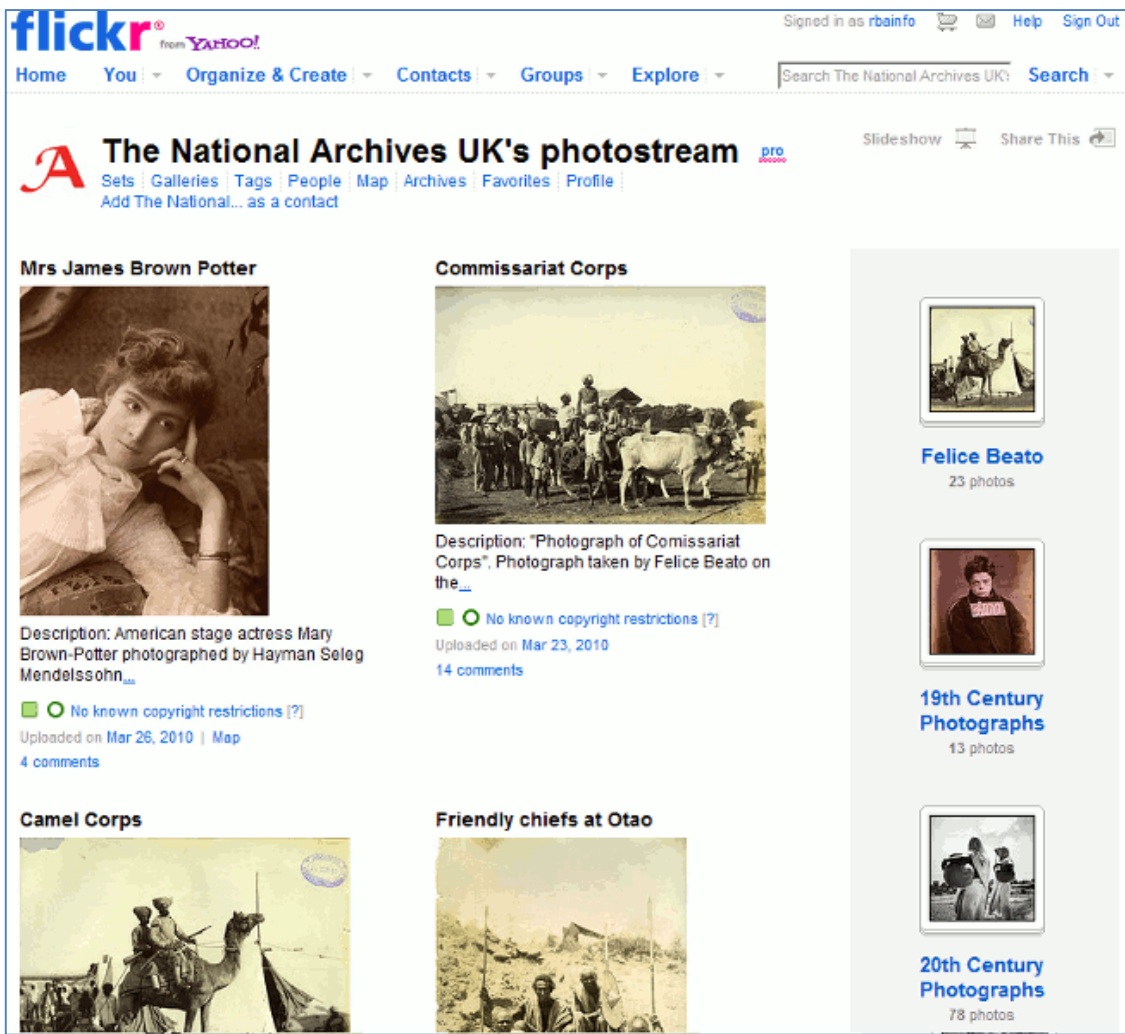 flickr® from YAHOO!
Signed in as rbainfo Help Sign Out
Home You Organize & Create Contacts Groups Explore Search The National Archives UK's Search
Slideshow Share This
The National Archives UK's photostream pro
Sets Galleries Tags People Map Archives Favorites Profile
Add The National... as a contact
Mrs James Brown Potter
Description: American stage actress Mary
Brown-Potter photographed by Hayman Seleg
Mendelssohn...
No known copyright restrictions [?]
Uploaded on Mar 26, 2010 | Map
4 comments
Commissariat Corps
Description: "Photograph of Comissariat
Corps". Photograph taken by Felice Beato on
the...
No known copyright restrictions [?]
Uploaded on Mar 23, 2010
14 comments
Camel Corps
Friendly chiefs at Otao
Felice Beato
23 photos
19th Century
Photographs
13 photos
20th Century
Photographs
78 photos